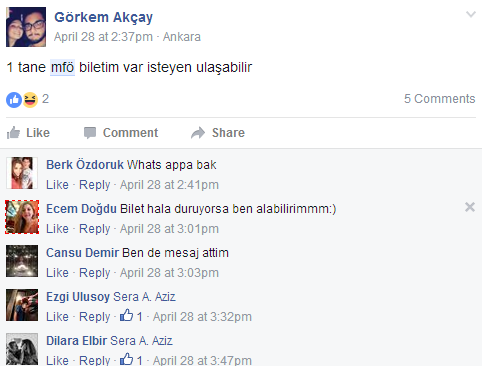 Görkem Akçay
April 28 at 2:37pm · Ankara
1 tane mfö biletim var isteyen ulaşabilir
2 5 Comments
Like Comment Share
Berk Özdoruk Whats appa bak
Like · Reply · April 28 at 2:41pm
Ecem Doğdu Bilet hala duruyorsa ben alabilirimmm:)
Like · Reply · April 28 at 3:01pm
Cansu Demir Ben de mesaj attim
Like · Reply · April 28 at 3:03pm
Ezgi Ulusoy Sera A. Aziz
Like · Reply · 1 · April 28 at 3:32pm
Dilara Elbir Sera A. Aziz
Like · Reply · 1 · April 28 at 3:47pm